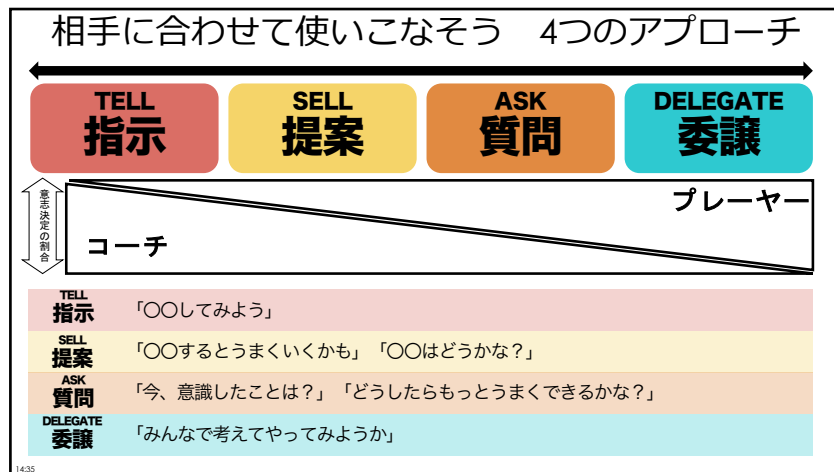 相手に合わせて使いこなそう　4つのアプローチ
TELL
指示
SELL
提案
ASK
質問
DELEGATE
委譲
意志決定の割合
プレーヤー
コーチ
TELL
指示
「〇〇してみよう」
SELL
提案
「〇〇するとうまくいくかも」「〇〇はどうかな？」
ASK
質問
「今、意識したことは？」「どうしたらもっとうまくできるかな？」
DELEGATE
委譲
「みんなで考えてやってみようか」
14:35